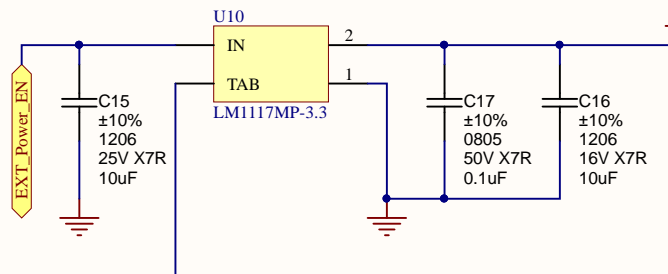 U10
IN
2
TAB
1
LM1117MP-3.3
EXT_Power_EN
C15
±10%
1206
25V X7R
10uF
C17
±10%
0805
50V X7R
0.1uF
C16
±10%
1206
16V X7R
10uF